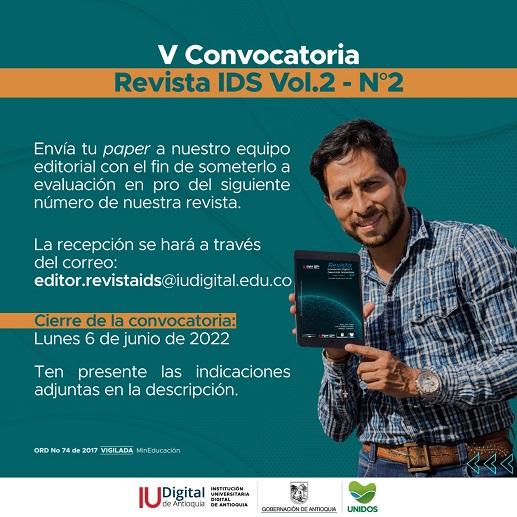 V Convocatoria
Revista IDS Vol.2 - N°2
Envía tu paper a nuestro equipo
editorial con el fin de someterlo a
evaluación en pro del siguiente
número de nuestra revista.
La recepción se hará a través
del correo:
editor.revistaids@iudigital.edu.co
Cierre de la convocatoria:
Lunes 6 de junio de 2022
Ten presente las indicaciones
adjuntas en la descripción.
Revista
ORD No 74 de 2017 VIGILADA MinEducación
IU Digital
de Antioquia
INSTITUCIÓN
UNIVERSITARIA
DIGITAL
DE ANTIOQUIA
GOBERNACIÓN DE ANTIOQUIA
UNIDOS